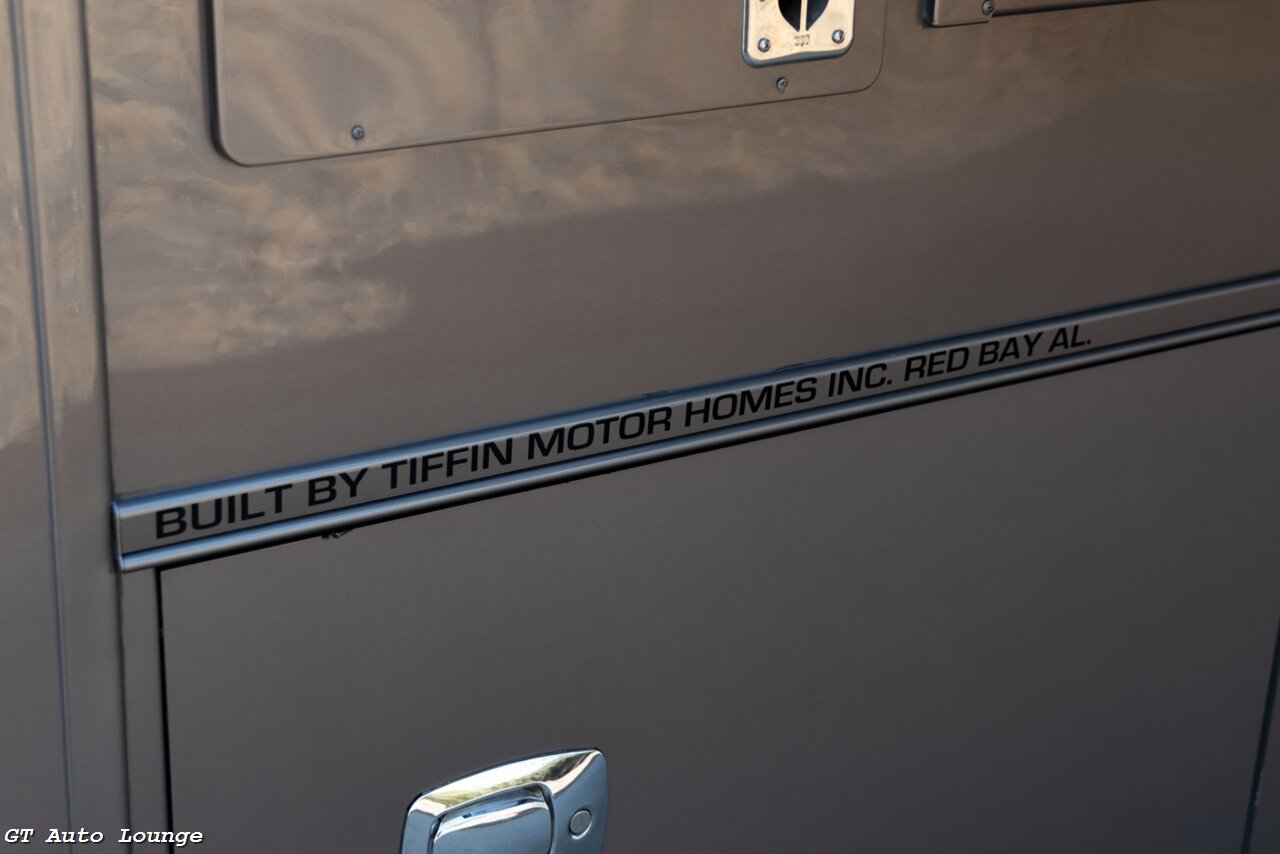 BUILT BY TIFFIN MOTOR HOMES INC. RED BAY AL.
GT Auto Lounge